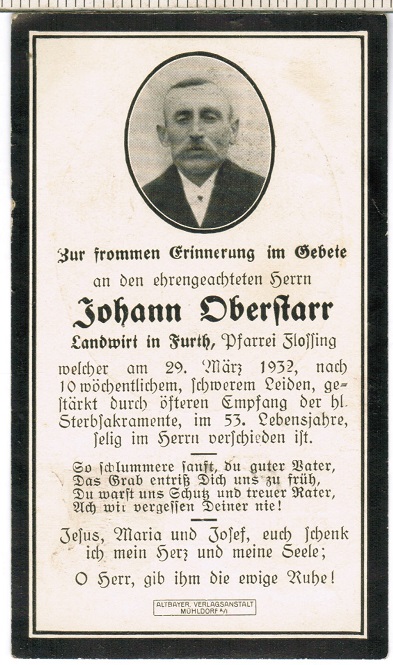 Zur frommen Erinnerung im Gebete
an den ehrengeachteten Herrn
Johann Oberstarr
Landwirt in Furth, Pfarrei Flossing
welcher am 29. März 1932, nach
10 wöchentlichem, schwerem Leiden, ge-
stärkt durch öfteren Empfang der hl.
Sterbsakramente, im 53. Lebensjahre,
selig im Herrn verschieden ist.
So schlummere sanft, du guter Vater,
Das Grab entriß Dich uns zu früh,
Du warst uns Schutz und treuer Rater,
Ach wir vergessen Deiner nie!
Jesus, Maria und Josef, euch schenk
ich mein Herz und meine Seele;
O Herr, gib ihm die ewige Ruhe!
ALTBAYER. VERLAGSANSTALT
MÜHLDORF a/I